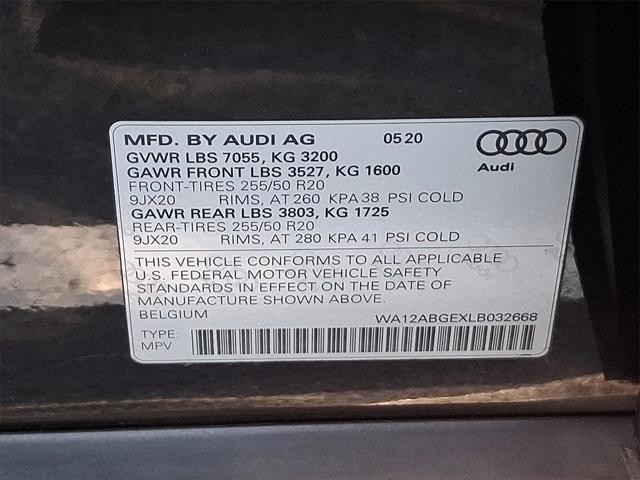 MFD. BY AUDI AG 05 20
GVWR LBS 7055, KG 3200
GAWR FRONT LBS 3527, KG 1600
FRONT-TIRES 255/50 R20
9JX20 RIMS, AT 260 KPA 38 PSI COLD
GAWR REAR LBS 3803, KG 1725
REAR-TIRES 255/50 R20
9JX20 RIMS, AT 280 KPA 41 PSI COLD
Audi
THIS VEHICLE CONFORMS TO ALL APPLICABLE
U.S. FEDERAL MOTOR VEHICLE SAFETY
STANDARDS IN EFFECT ON THE DATE OF
MANUFACTURE SHOWN ABOVE.
BELGIUM WA12ABGEXLB032668
TYPE:
MPV